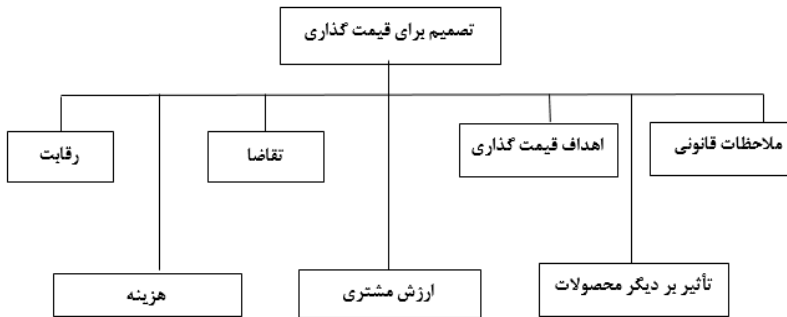 تصمیم برای قیمت گذاری
ملاحظات قانونی
اهداف قیمت گذاری
تقاضا
رقابت
تأثیر بر دیگر محصولات
ارزش مشتری
هزینه